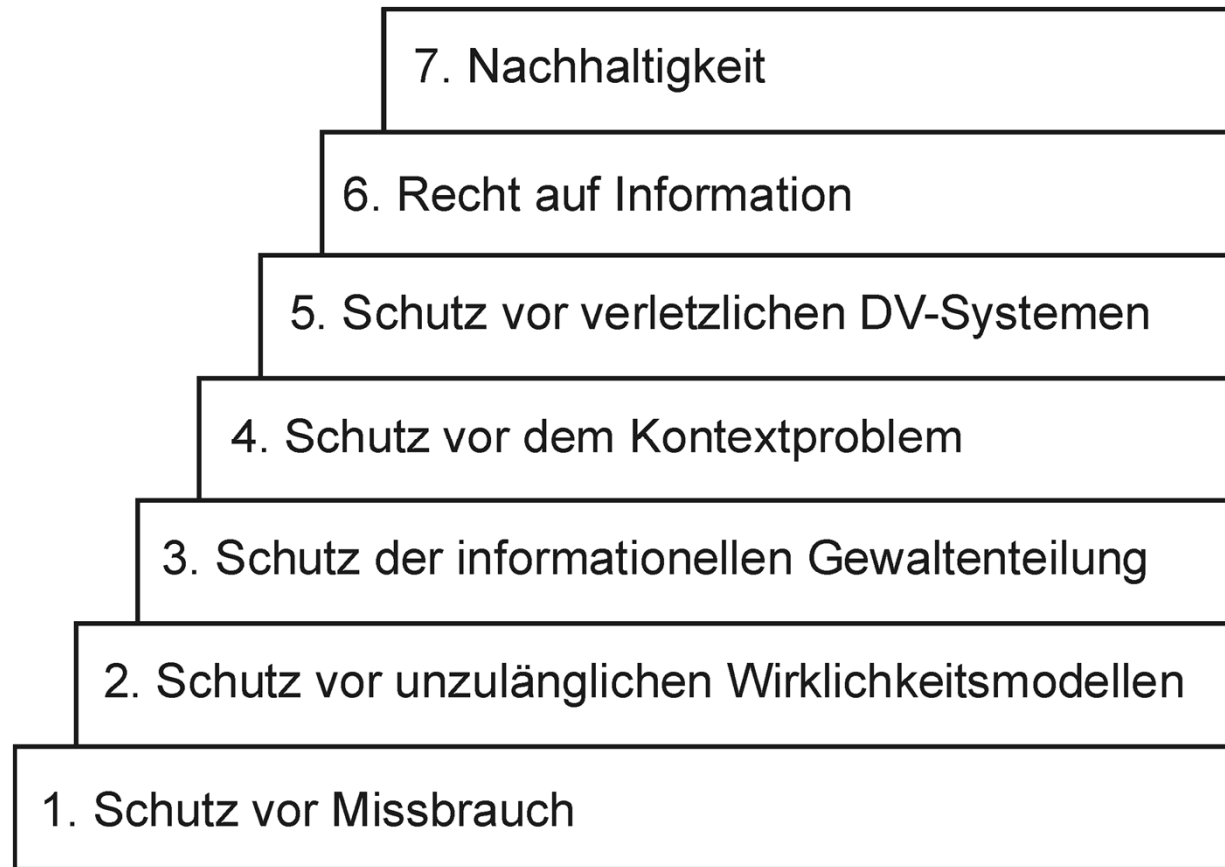 7. Nachhaltigkeit
6. Recht auf Information
5. Schutz vor verletzlichen DV-Systemen
4. Schutz vor dem Kontextproblem
3. Schutz der informationellen Gewaltenteilung
2. Schutz vor unzulänglichen Wirklichkeitsmodellen
1. Schutz vor Missbrauch